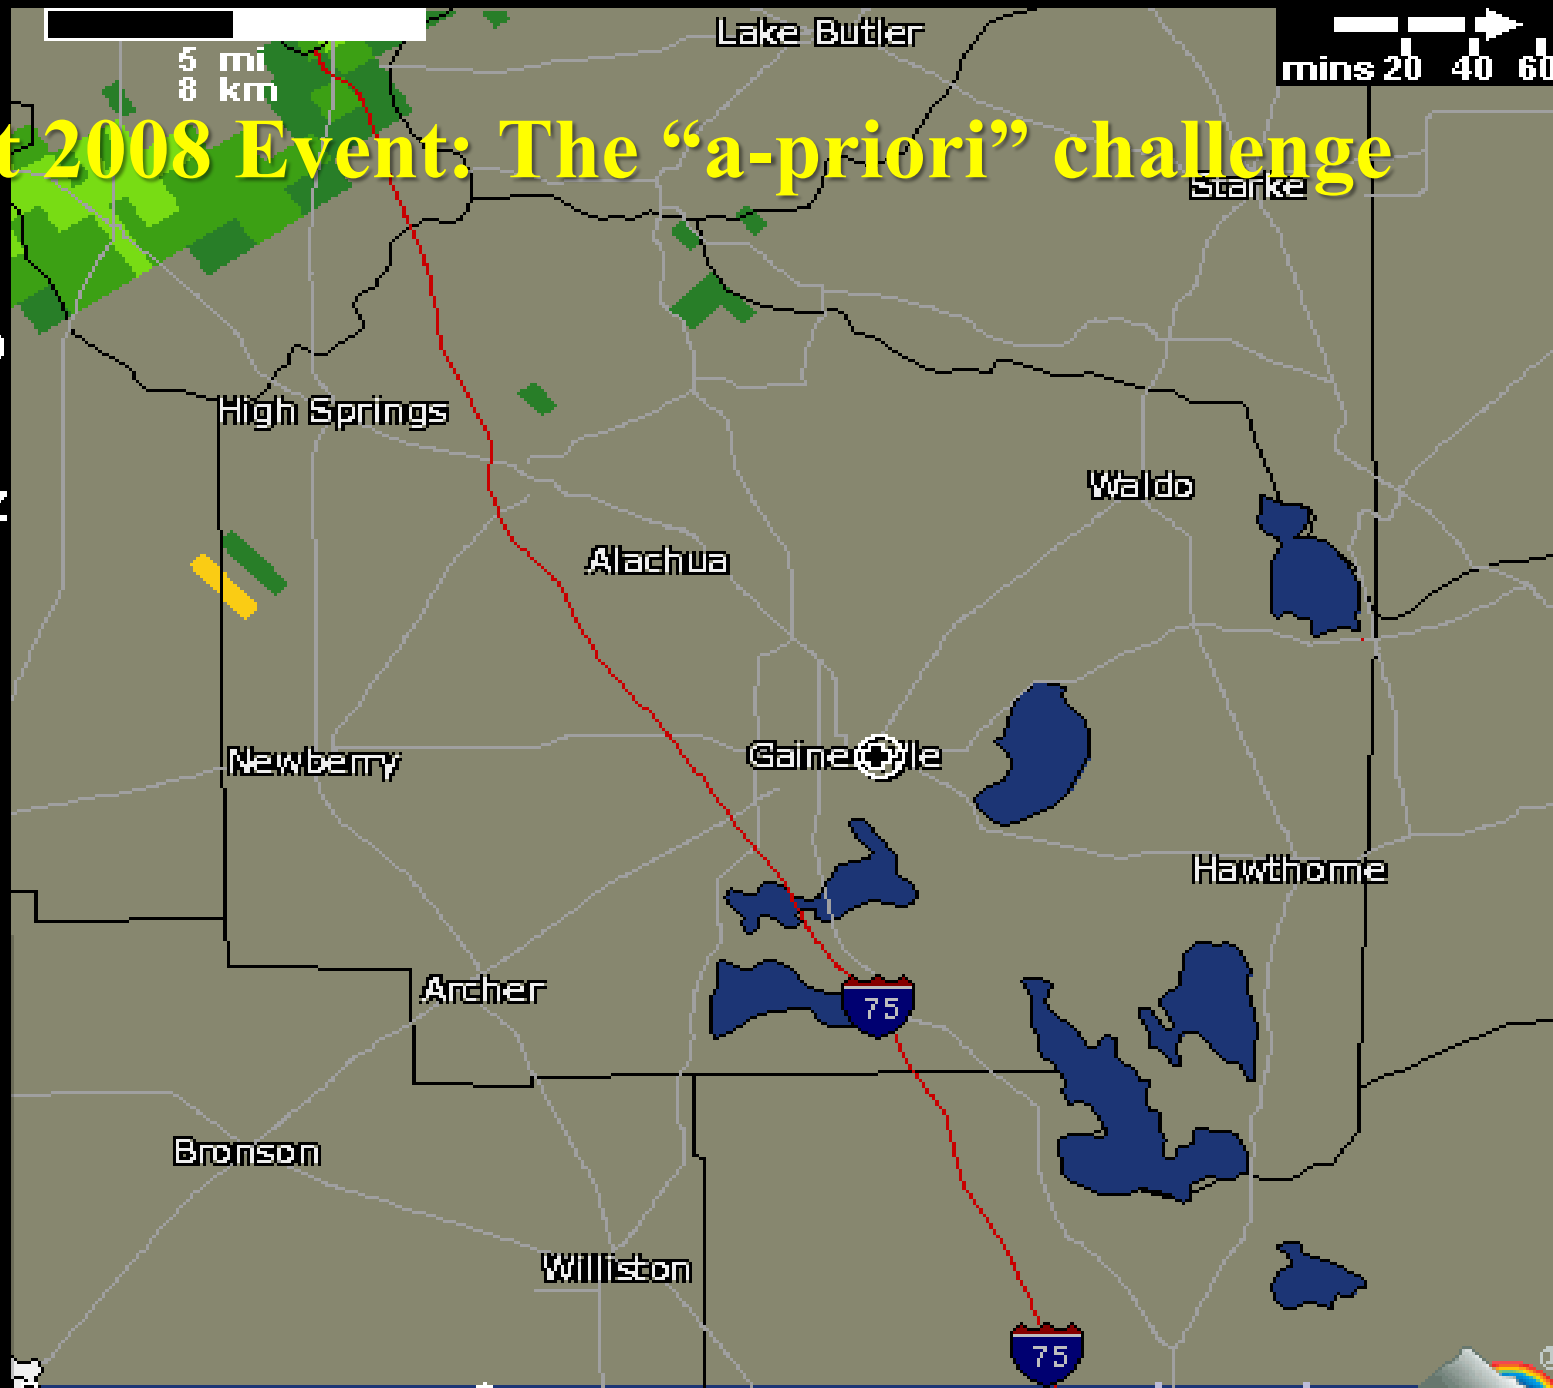 Lake Butler
5 mi
8 km
mins 20 40 60
t 2008 Event: The “a-priori” challenge
Starke
High Springs
Waldo
Alachua
Newberry
Gainesville
Hawthorne
Archer
75
Bronson
Williston
75